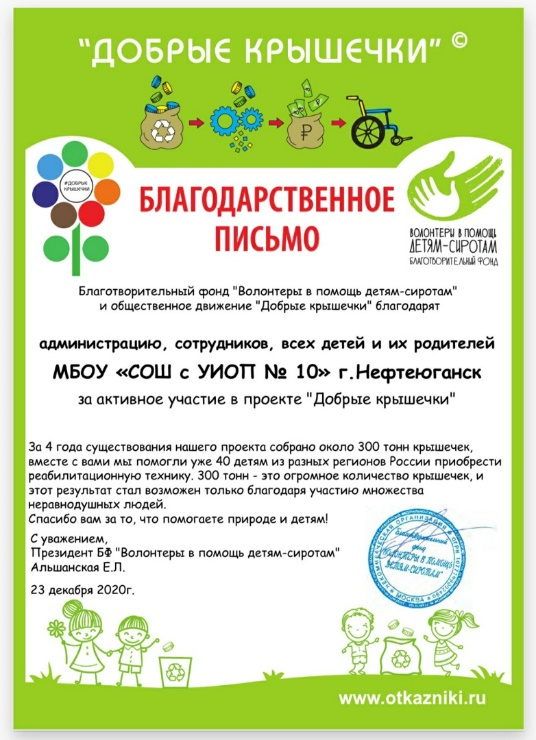 "ДОБРЫЕ КРЫШЕЧКИ" ©
₽
#ДОБРЫЕ
КРЫШЕЧКИ
БЛАГОДАРСТВЕННОЕ
ПИСЬМО
ВОЛОНТЕРЫ В ПОМОЩЬ
ДЕТЯМ-СИРОТАМ
БЛАГОТВОРИТЕЛЬНЫЙ ФОНД
Благотворительный фонд "Волонтеры в помощь детям-сиротам"
и общественное движение "Добрые крышечки" благодарят
администрацию, сотрудников, всех детей и их родителей
МБОУ «СОШ с УИОП № 10» г.Нефтеюганск
за активное участие в проекте "Добрые крышечки"
За 4 года существования нашего проекта собрано около 300 тонн крышечек,
вместе с вами мы помогли уже 40 детям из разных регионов России приобрести
реабилитационную технику. 300 тонн - это огромное количество крышечек, и
этот результат стал возможен только благодаря участию множества
неравнодушных людей.
Спасибо вам за то, что помогаете природе и детям!
С уважением,
Президент БФ "Волонтеры в помощь детям-сиротам"
Альшанская Е.Л.
23 декабря 2020г.
Благотворительный
фонд
"ВОЛОНТЕРЫ В ПОМОЩЬ
ДЕТЯМ-СИРОТАМ"
МОСКВА
www.otkazniki.ru